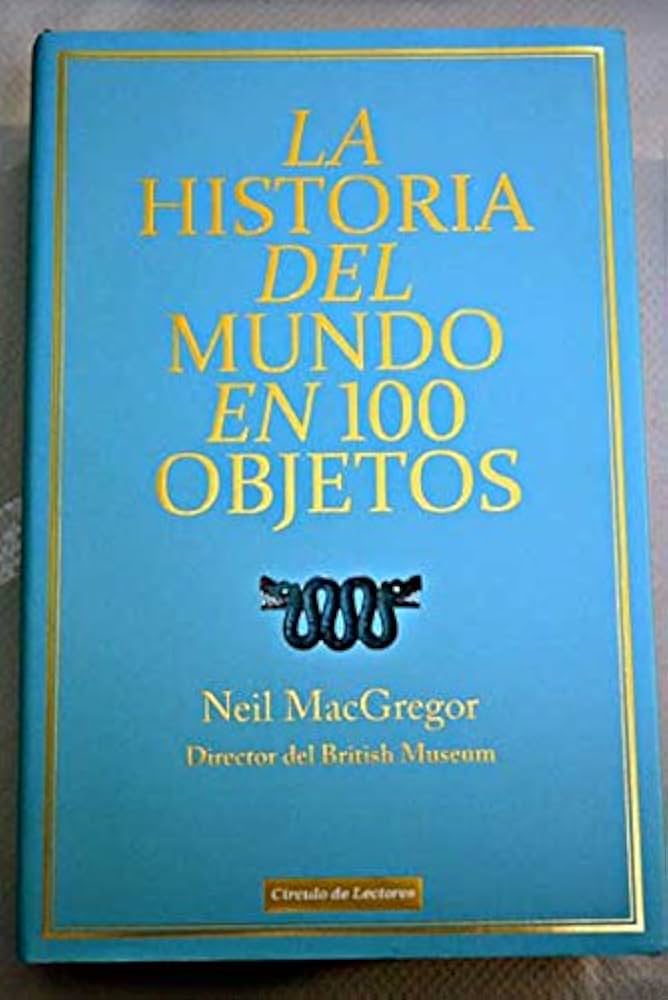 LA
HISTORIA
DEL
MUNDO
EN 100
OBJETOS
Neil MacGregor
Director del British Museum
Círculo de Lectores